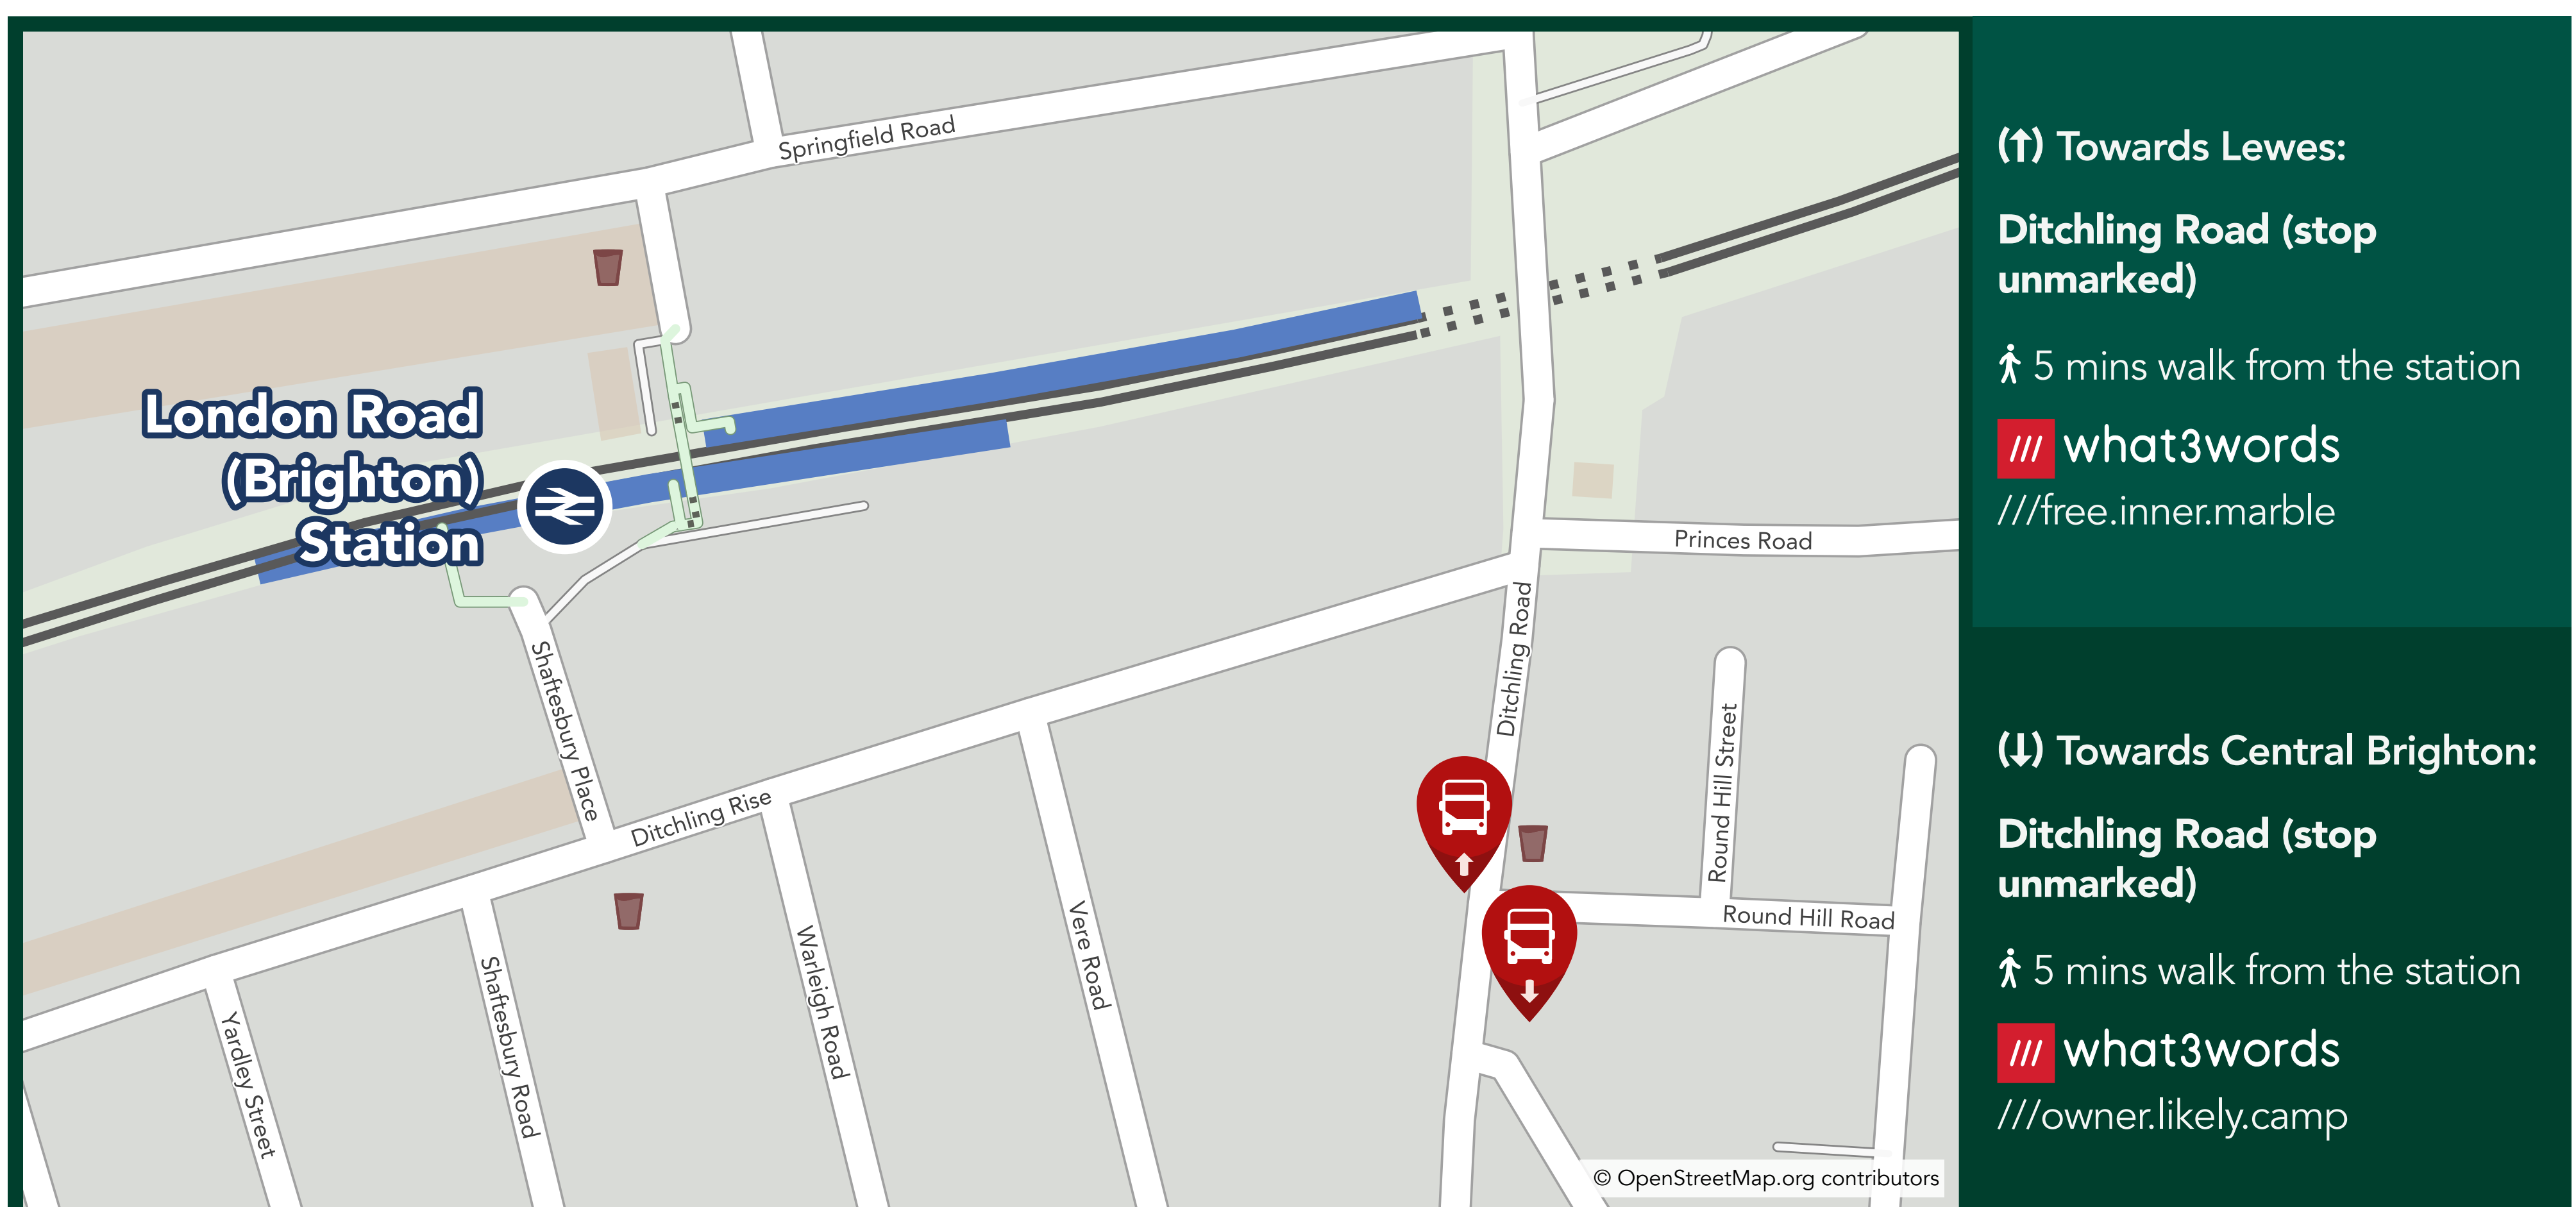 Springfield Road
London Road
(Brighton)
Station
Princes Road
Ditchling Road
Shaftesbury Place
Ditchling Rise
Round Hill Street
Round Hill Road
Vere Road
Warleigh Road
Shaftesbury Road
Yardley Street
© OpenStreetMap.org contributors
(↑) Towards Lewes:
Ditchling Road (stop
unmarked)
5 mins walk from the station
/// what3words
///free.inner.marble
(↓) Towards Central Brighton:
Ditchling Road (stop
unmarked)
5 mins walk from the station
/// what3words
///owner.likely.camp